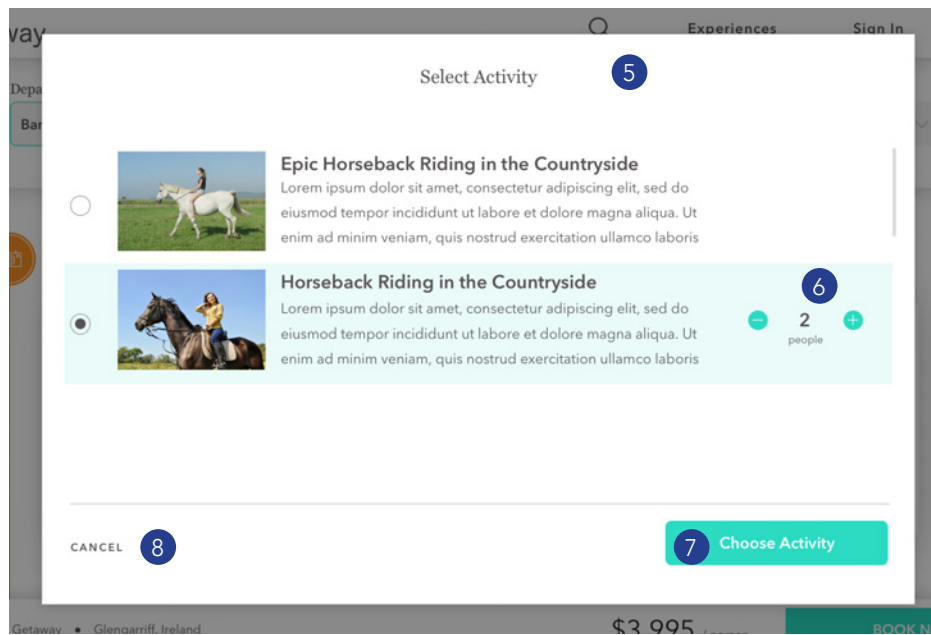 way
Experiences
Sign In
Select Activity
5
Depa
Bar
Epic Horseback Riding in the Countryside
Lorem ipsum dolor sit amet, consectetur adipiscing elit, sed do
eiusmod tempor incididunt ut labore et dolore magna aliqua. Ut
enim ad minim veniam, quis nostrud exercitation ullamco laboris
Horseback Riding in the Countryside
Lorem ipsum dolor sit amet, consectetur adipiscing elit, sed do
eiusmod tempor incididunt ut labore et dolore magna aliqua. Ut
enim ad minim veniam, quis nostrud exercitation ullamco laboris
6
2
people
CANCEL
8
7
Choose Activity
Getaway • Glengarriff, Ireland
$3,995 / person
BOOK N